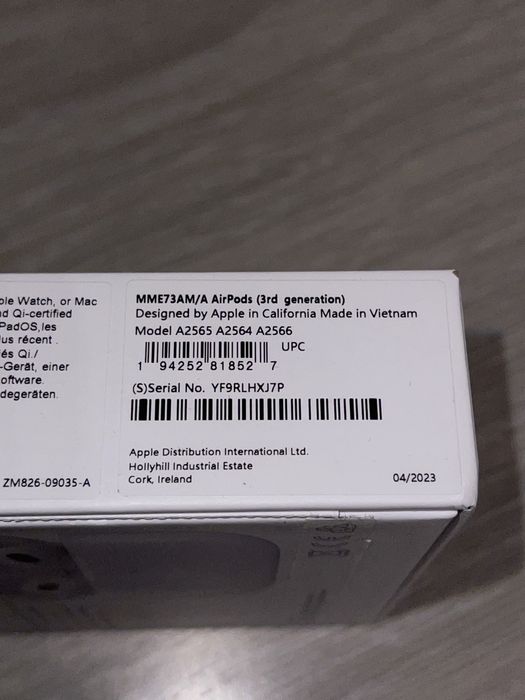 ple Watch, or Mac
d Qi-certified
PadOS,les
us récent .
és Qi./
-Gerät, einer
oftware.
degeräten.
ZM826-09035-A
MME73AM/A AirPods (3rd generation)
Designed by Apple in California Made in Vietnam
Model A2565 A2564 A2566
UPC
1 94252 81852 7
(S)Serial No. YF9RLHXJ7P
Apple Distribution International Ltd.
Hollyhill Industrial Estate
Cork, Ireland
04/2023